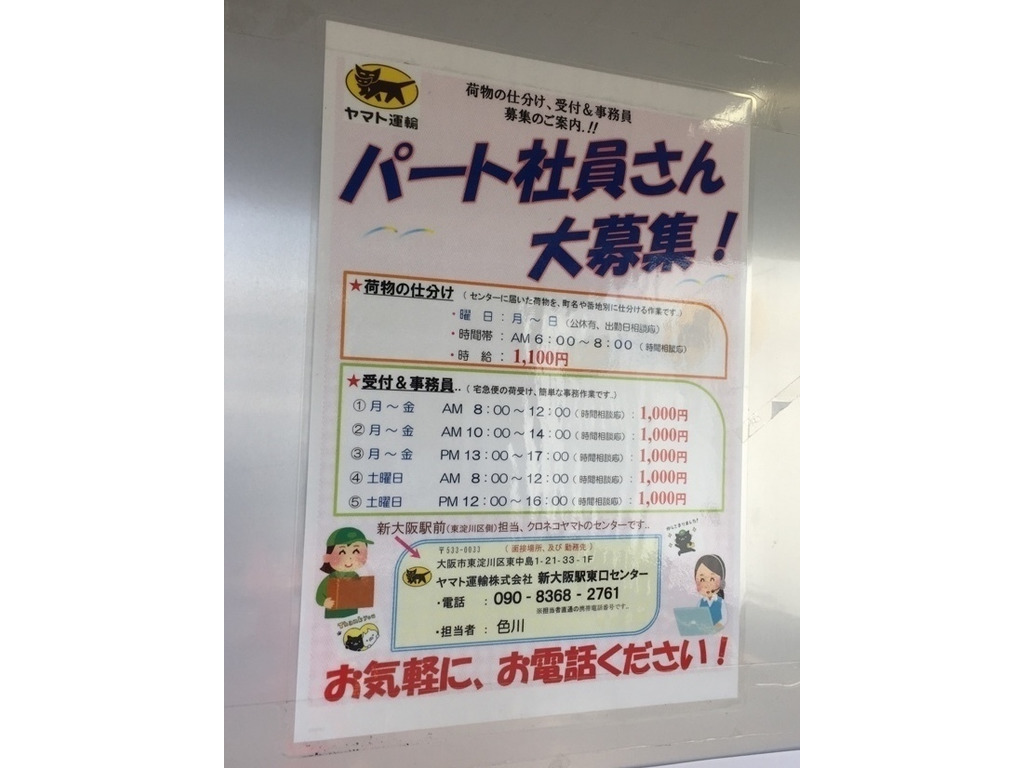 ヤマト運輸
荷物の仕分け、受付&事務員
募集のご案内.!!
パート社員さん
大募集!
★荷物の仕分け (センターに届いた荷物を、町名や番地別に仕分ける作業です.)
・曜 日 : 月 〜 日 (公休有、出勤日相談応)
・時間帯 : AM 6:00〜8:00 (時間相談応)
・時 給 : 1,100円
★受付&事務員.. ( 宅急便の荷受け、簡単な事務作業です..)
① 月 〜 金 AM 8:00〜12:00 (時間相談応) : 1,000円
② 月 〜 金 AM 10:00〜14:00 (時間相談応) : 1,000円
③ 月 〜 金 PM 13:00〜17:00 (時間相談応) : 1,000円
④ 土曜日 AM 8:00〜12:00 (時間相談応) : 1,000円
⑤ 土曜日 PM 12:00〜16:00 (時間相談応) : 1,000円
新大阪駅前(東淀川区側)担当、クロネコヤマトのセンターです..
〒533-0033 ( 面接場所、及び 勤務先 )
大阪市東淀川区東中島1-21-33-1F
ヤマト運輸株式会社 新大阪駅東口センター
・電話 : 090-8368-2761
※担当者直通の携帯電話番号です.
・担当者 : 色川
Thank You
お気軽に、お電話ください!